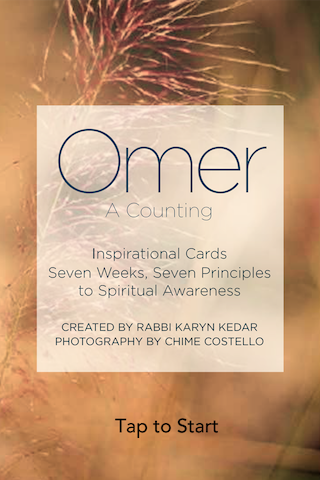 Omer
A Counting
Inspirational Cards
Seven Weeks, Seven Principles
to Spiritual Awareness
CREATED BY RABBI KARYN KEDAR
PHOTOGRAPHY BY CHIME COSTELLO
Tap to Start